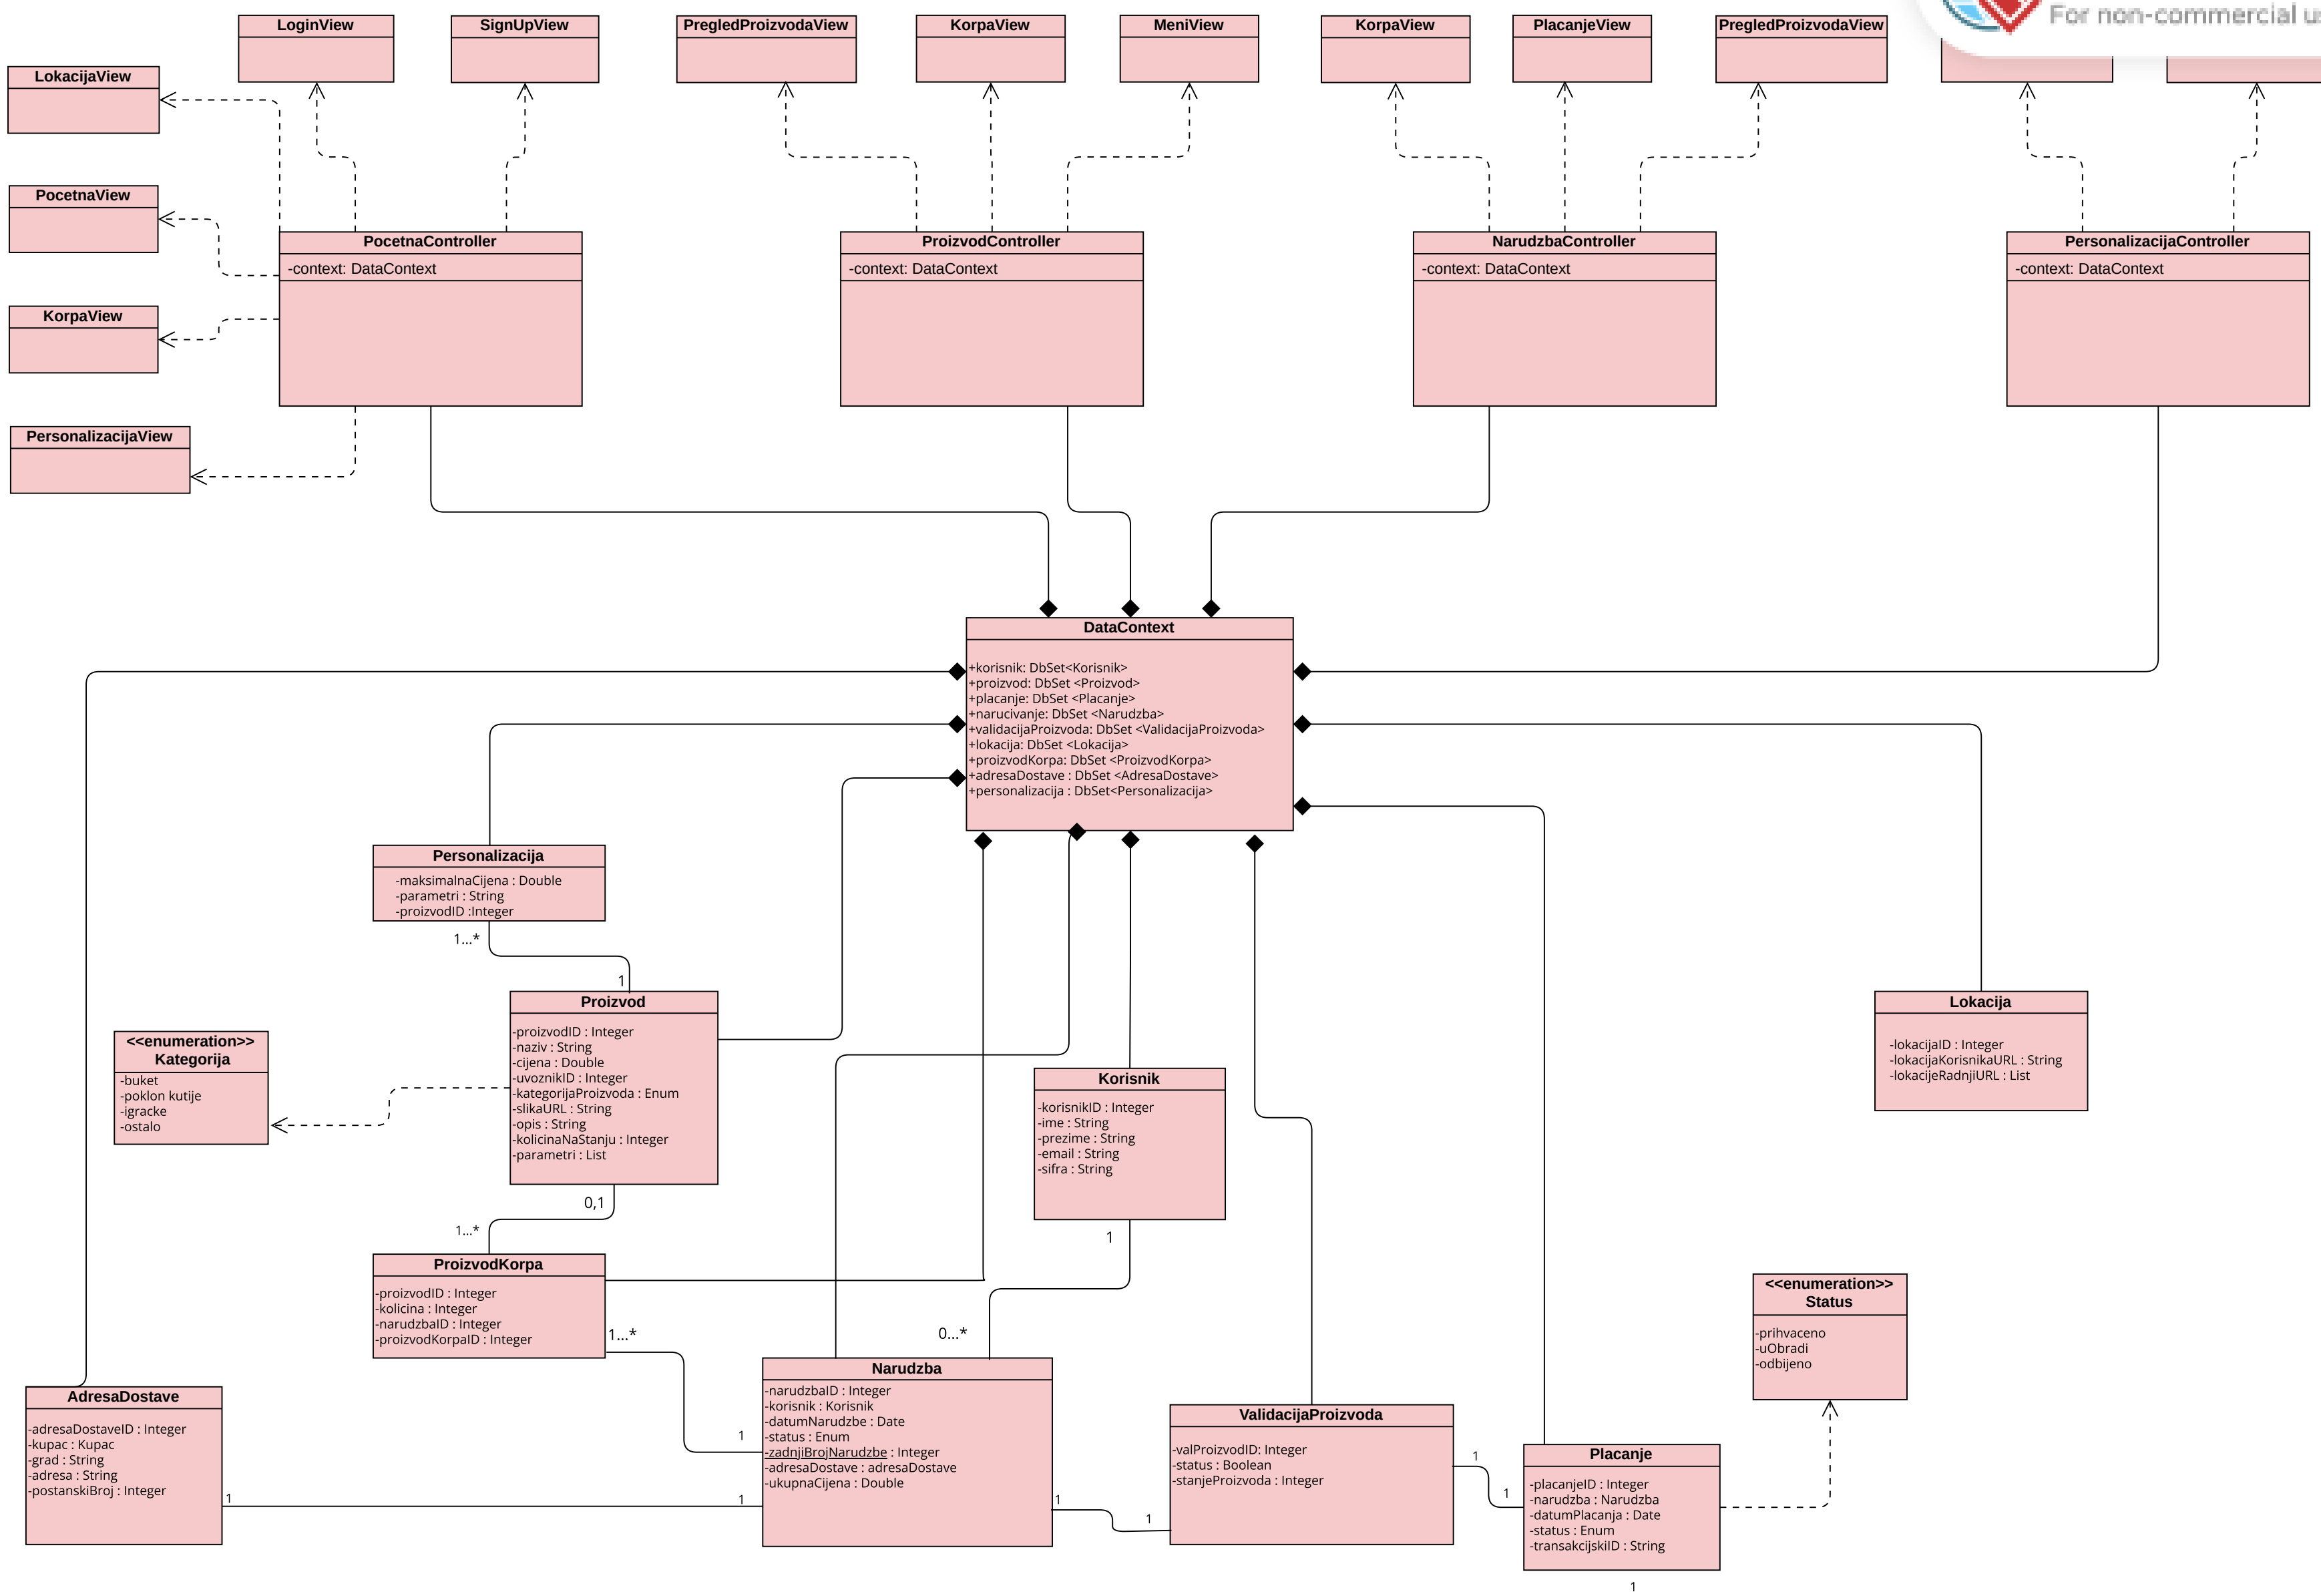 For non-commercial
LoginView
SignUpView
PregledProizvodaView
KorpaView
MeniView
KorpaView
PlacanjeView
PregledProizvodaView
LokacijaView
PocetnaView
KorpaView
PersonalizacijaView
PocetnaController
-context: DataContext
ProizvodController
-context: DataContext
NarudzbaController
-context: DataContext
PersonalizacijaController
-context: DataContext
DataContext
+korisnik: DbSet<Korisnik>
+proizvod: DbSet <Proizvod>
+placanje: DbSet <Placanje>
+narucivanje: DbSet <Narudzba>
+validacijaProizvoda: DbSet <ValidacijaProizvoda>
+lokacija: DbSet <Lokacija>
+proizvodKorpa: DbSet <ProizvodKorpa>
+adresaDostave : DbSet <AdresaDostave>
+personalizacija : DbSet<Personalizacija>
Personalizacija
-maksimalnaCijena : Double
-parametri : String
-proizvodID :Integer
1...*
1
Proizvod
-proizvodID : Integer
-naziv : String
-cijena : Double
-uvoznikID : Integer
-kategorijaProizvoda : Enum
-slikaURL : String
-opis : String
-kolicinaNaStanju : Integer
-parametri : List
<<enumeration>>
Kategorija
-buket
-poklon kutije
-igracke
-ostalo
Lokacija
-lokacijaID : Integer
-lokacijaKorisnikaURL : String
-lokacijeRadnjiURL : List
Korisnik
-korisnikID : Integer
-ime : String
-prezime : String
-email : String
-sifra : String
0,1
1...*
1
ProizvodKorpa
-proizvodID : Integer
-kolicina : Integer
-narudzbaID : Integer
-proizvodKorpaID : Integer
1...*
0...*
<<enumeration>>
Status
-prihvaceno
-uObradi
-odbijeno
Narudzba
-narudzbaID : Integer
-korisnik : Korisnik
-datumNarudzbe : Date
-status : Enum
-zadnjiBrojNarudzbe : Integer
-adresaDostave : adresaDostave
-ukupnaCijena : Double
1
AdresaDostave
-adresaDostaveID : Integer
-kupac : Kupac
-grad : String
-adresa : String
-postanskiBroj : Integer
1
1
1
1
ValidacijaProizvoda
-valProizvodID: Integer
-status : Boolean
-stanjeProizvoda : Integer
1
1
Placanje
-placanjeID : Integer
-narudzba : Narudzba
-datumPlacanja : Date
-status : Enum
-transakcijskiID : String
1